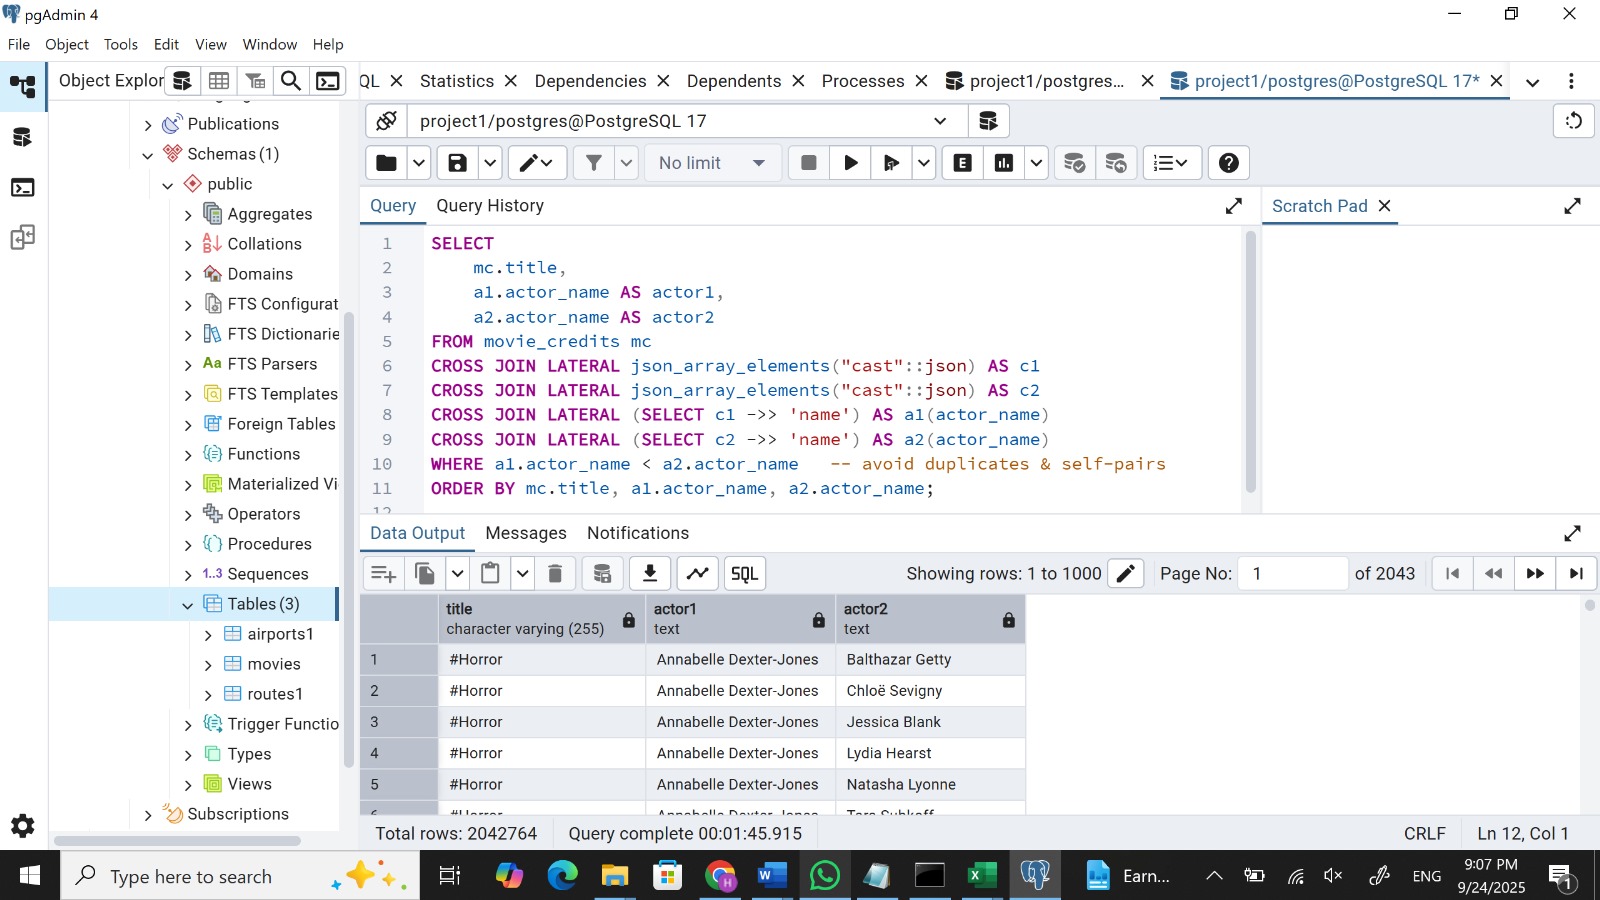 pgAdmin 4
File Object Tools Edit View Window Help
Object Explor
QL Statistics Dependencies Dependents Processes project1/postgres... project1/postgres@PostgreSQL 17*
Publications
Schemas (1)
public
Aggregates
Collations
Domains
FTS Configurat
FTS Dictionarie
Aa FTS Parsers
FTS Templates
Foreign Tables
Functions
Materialized Vi
Operators
Procedures
1..3 Sequences
Tables (3)
airports1
movies
routes1
Trigger Functio
Types
Views
Subscriptions
project1/postgres@PostgreSQL 17
No limit
E
Query Query History
Scratch Pad
1 SELECT
2 mc.title,
3 a1.actor_name AS actor1,
4 a2.actor_name AS actor2
5 FROM movie_credits mc
6 CROSS JOIN LATERAL json_array_elements("cast"::json) AS c1
7 CROSS JOIN LATERAL json_array_elements("cast"::json) AS c2
8 CROSS JOIN LATERAL (SELECT c1 ->> 'name') AS a1(actor_name)
9 CROSS JOIN LATERAL (SELECT c2 ->> 'name') AS a2(actor_name)
10 WHERE a1.actor_name < a2.actor_name -- avoid duplicates & self-pairs
11 ORDER BY mc.title, a1.actor_name, a2.actor_name;
12
Data Output Messages Notifications
SQL Showing rows: 1 to 1000 Page No: 1 of 2043
title actor1 actor2
character varying (255) text text
1 #Horror Annabelle Dexter-Jones Balthazar Getty
2 #Horror Annabelle Dexter-Jones Chloë Sevigny
3 #Horror Annabelle Dexter-Jones Jessica Blank
4 #Horror Annabelle Dexter-Jones Lydia Hearst
5 #Horror Annabelle Dexter-Jones Natasha Lyonne
6 #Horror Annabelle Dexter-Jones Tara Subkoff
Total rows: 2042764 Query complete 00:01:45.915 CRLF Ln 12, Col 1
Type here to search
Earn...
ENG
9:07 PM
9/24/2025
1